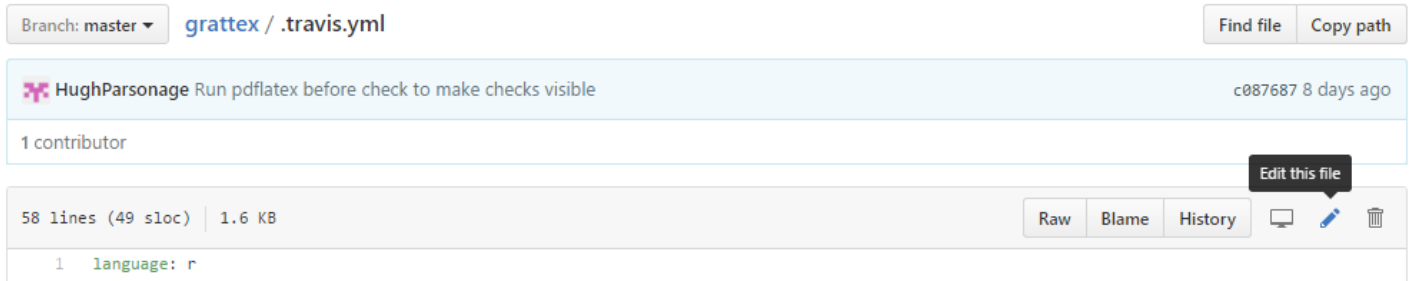 Branch: master grattex / .travis.yml Find file Copy path
HughParsonage Run pdflatex before check to make checks visible c087687 8 days ago
1 contributor
Edit this file
58 lines (49 sloc) 1.6 KB Raw Blame History
1 language: r